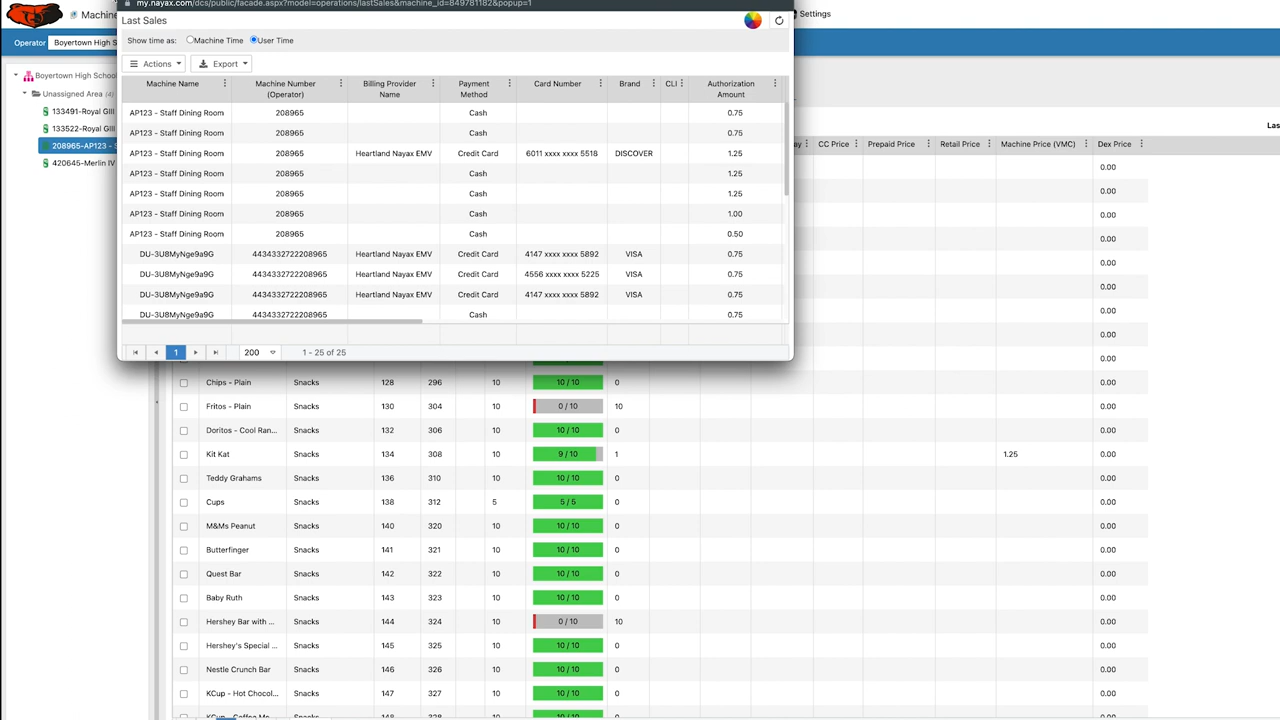 my.nayax.com/dcs/public/facade.aspx?model=operations/lastSales&machine_id=849781182&popup=1
Machine
Settings
Last Sales
Operator Boyertown High S
Show time as: Machine Time User Time
Actions Export
Boyertown High School
Unassigned Area (4)
133491-Royal GIII
133522-Royal GIII
208965-AP123 - S
420645-Merlin IV
Machine Name Machine Number (Operator) Billing Provider Name Payment Method Card Number Brand CLI Authorization Amount
AP123 - Staff Dining Room 208965 Cash 0.75
AP123 - Staff Dining Room 208965 Cash 0.75
AP123 - Staff Dining Room 208965 Heartland Nayax EMV Credit Card 6011 xxxx xxxx 5518 DISCOVER 1.25
AP123 - Staff Dining Room 208965 Cash 1.25
AP123 - Staff Dining Room 208965 Cash 1.25
AP123 - Staff Dining Room 208965 Cash 1.00
AP123 - Staff Dining Room 208965 Cash 0.50
DU-3U8MyNge9a9G 4434332722208965 Heartland Nayax EMV Credit Card 4147 xxxx xxxx 5892 VISA 0.75
DU-3U8MyNge9a9G 4434332722208965 Heartland Nayax EMV Credit Card 4556 xxxx xxxx 5225 VISA 0.75
DU-3U8MyNge9a9G 4434332722208965 Heartland Nayax EMV Credit Card 4147 xxxx xxxx 5892 VISA 0.75
DU-3U8MyNge9a9G 4434332722208965 Cash 0.75
1 200 1 - 25 of 25
Las
ay CC Price Prepaid Price Retail Price Machine Price (VMC) Dex Price
0.00
0.00
0.00
0.00
0.00
0.00
0.00
0.00
0.00
Chips - Plain Snacks 128 296 10 10 / 10 0 0.00
Fritos - Plain Snacks 130 304 10 0 / 10 10 0.00
Doritos - Cool Ran... Snacks 132 306 10 10 / 10 0 0.00
Kit Kat Snacks 134 308 10 9 / 10 1 1.25 0.00
Teddy Grahams Snacks 136 310 10 10 / 10 0 0.00
Cups Snacks 138 312 5 5 / 5 0 0.00
M&Ms Peanut Snacks 140 320 10 10 / 10 0 0.00
Butterfinger Snacks 141 321 10 10 / 10 0 0.00
Quest Bar Snacks 142 322 10 10 / 10 0 0.00
Baby Ruth Snacks 143 323 10 10 / 10 0 0.00
Hershey Bar with ... Snacks 144 324 10 0 / 10 10 0.00
Hershey's Special ... Snacks 145 325 10 10 / 10 0 0.00
Nestle Crunch Bar Snacks 146 326 10 10 / 10 0 0.00
KCup - Hot Chocol... Snacks 147 327 10 10 / 10 0 0.00
KCup - Coffee Me... Snacks 148 328 10 10 / 10 0 0.00